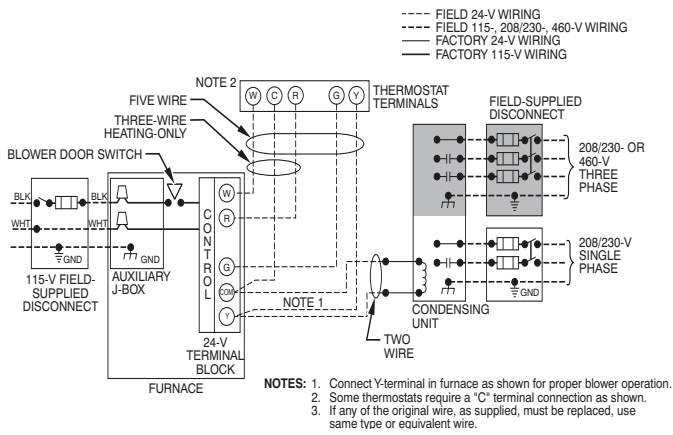 FIELD 24-V WIRING
FIELD 115-, 208/230-, 460-V WIRING
FACTORY 24-V WIRING
FACTORY 115-V WIRING
NOTE 2
W C R G Y
THERMOSTAT
TERMINALS
FIVE WIRE
THREE-WIRE
HEATING-ONLY
BLOWER DOOR SWITCH
FIELD-SUPPLIED
DISCONNECT
208/230- OR
460-V
THREE
PHASE
BLK
BLK
WHT
WHT
GND
GND
115-V FIELD-
SUPPLIED
DISCONNECT
AUXILIARY
J-BOX
CONTROL
W
R
G
COM
Y
NOTE 1
24-V
TERMINAL
BLOCK
FURNACE
TWO
WIRE
CONDENSING
UNIT
GND
208/230-V
SINGLE
PHASE
NOTES: 1. Connect Y-terminal in furnace as shown for proper blower operation.
2. Some thermostats require a "C" terminal connection as shown.
3. If any of the original wire, as supplied, must be replaced, use
same type or equivalent wire.